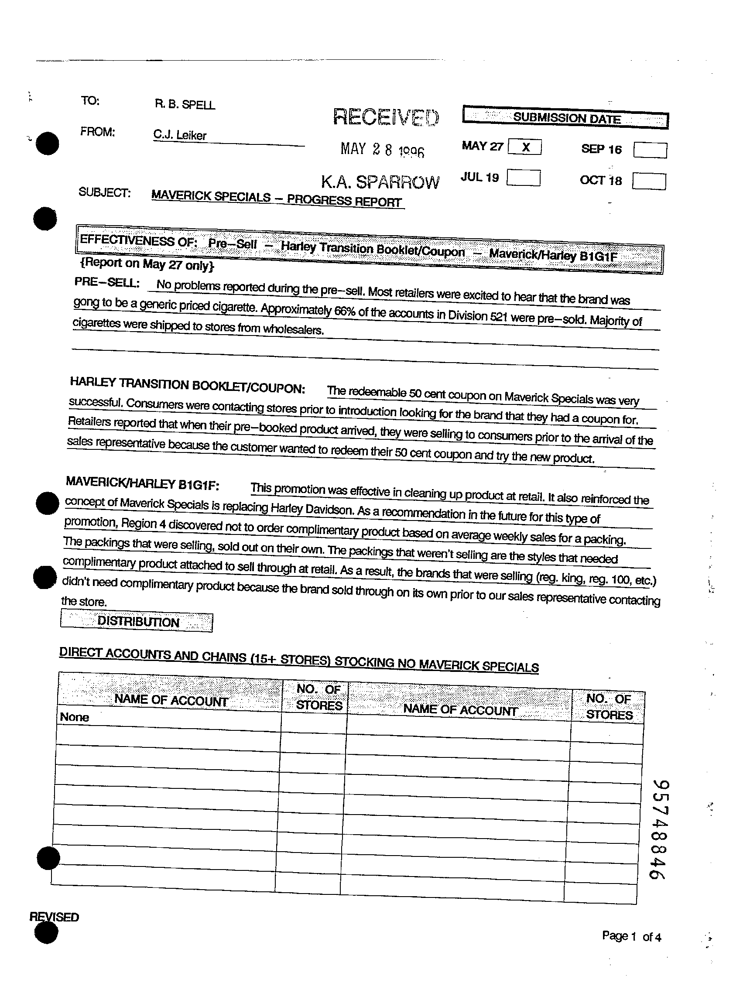 TO: R. B. SPELL
RECEIVED
SUBMISSION DATE
FROM: C.J. Leiker
MAY 28 1996
MAY 27 X SEP 16
K.A. SPARROW
JUL 19 OCT 18
SUBJECT: MAVERICK SPECIALS – PROGRESS REPORT
EFFECTIVENESS OF: Pre–Sell – Harley Transition Booklet/Coupon – Maverick/Harley B1G1F
{Report on May 27 only}
PRE–SELL: No problems reported during the pre–sell. Most retailers were excited to hear that the brand was
gong to be a generic priced cigarette. Approximately 66% of the accounts in Division 521 were pre–sold. Majority of
cigarettes were shipped to stores from wholesalers.
HARLEY TRANSITION BOOKLET/COUPON: The redeemable 50 cent coupon on Maverick Specials was very
successful. Consumers were contacting stores prior to introduction looking for the brand that they had a coupon for.
Retailers reported that when their pre–booked product arrived, they were selling to consumers prior to the arrival of the
sales representative because the customer wanted to redeem their 50 cent coupon and try the new product.
MAVERICK/HARLEY B1G1F: This promotion was effective in cleaning up product at retail. It also reinforced the
concept of Maverick Specials is replacing Harley Davidson. As a recommendation in the future for this type of
promotion, Region 4 discovered not to order complimentary product based on average weekly sales for a packing.
The packings that were selling, sold out on their own. The packings that weren't selling are the styles that needed
complimentary product attached to sell through at retail. As a result, the brands that were selling (reg. king, reg. 100, etc.)
didn't need complimentary product because the brand sold through on its own prior to our sales representative contacting
the store.
DISTRIBUTION
DIRECT ACCOUNTS AND CHAINS (15+ STORES) STOCKING NO MAVERICK SPECIALS
NAME OF ACCOUNT NO. OF STORES NAME OF ACCOUNT NO. OF STORES
None
95748846
REVISED
Page 1 of 4